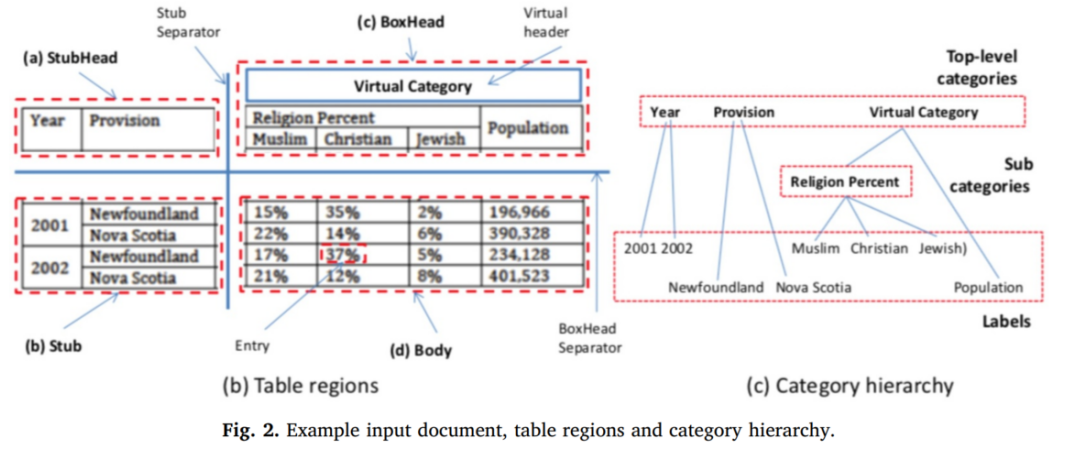 Stub
Separator
(c) BoxHead
Virtual
header
(a) StubHead
Virtual Category
Year Provision
Religion Percent Population
Muslim Christian Jewish
2001 Newfoundland 15% 35% 2% 196,966
Nova Scotia 22% 14% 6% 390,328
2002 Newfoundland 17% 37% 5% 234,128
Nova Scotia 21% 12% 8% 401,523
(b) Stub
Entry
(d) Body
BoxHead
Separator
(b) Table regions
Top-level
categories
Year Provision Virtual Category
Sub
categories
Religion Percent
2001 2002 Muslim Christian Jewish)
Newfoundland Nova Scotia Population
Labels
(c) Category hierarchy
Fig. 2. Example input document, table regions and category hierarchy.